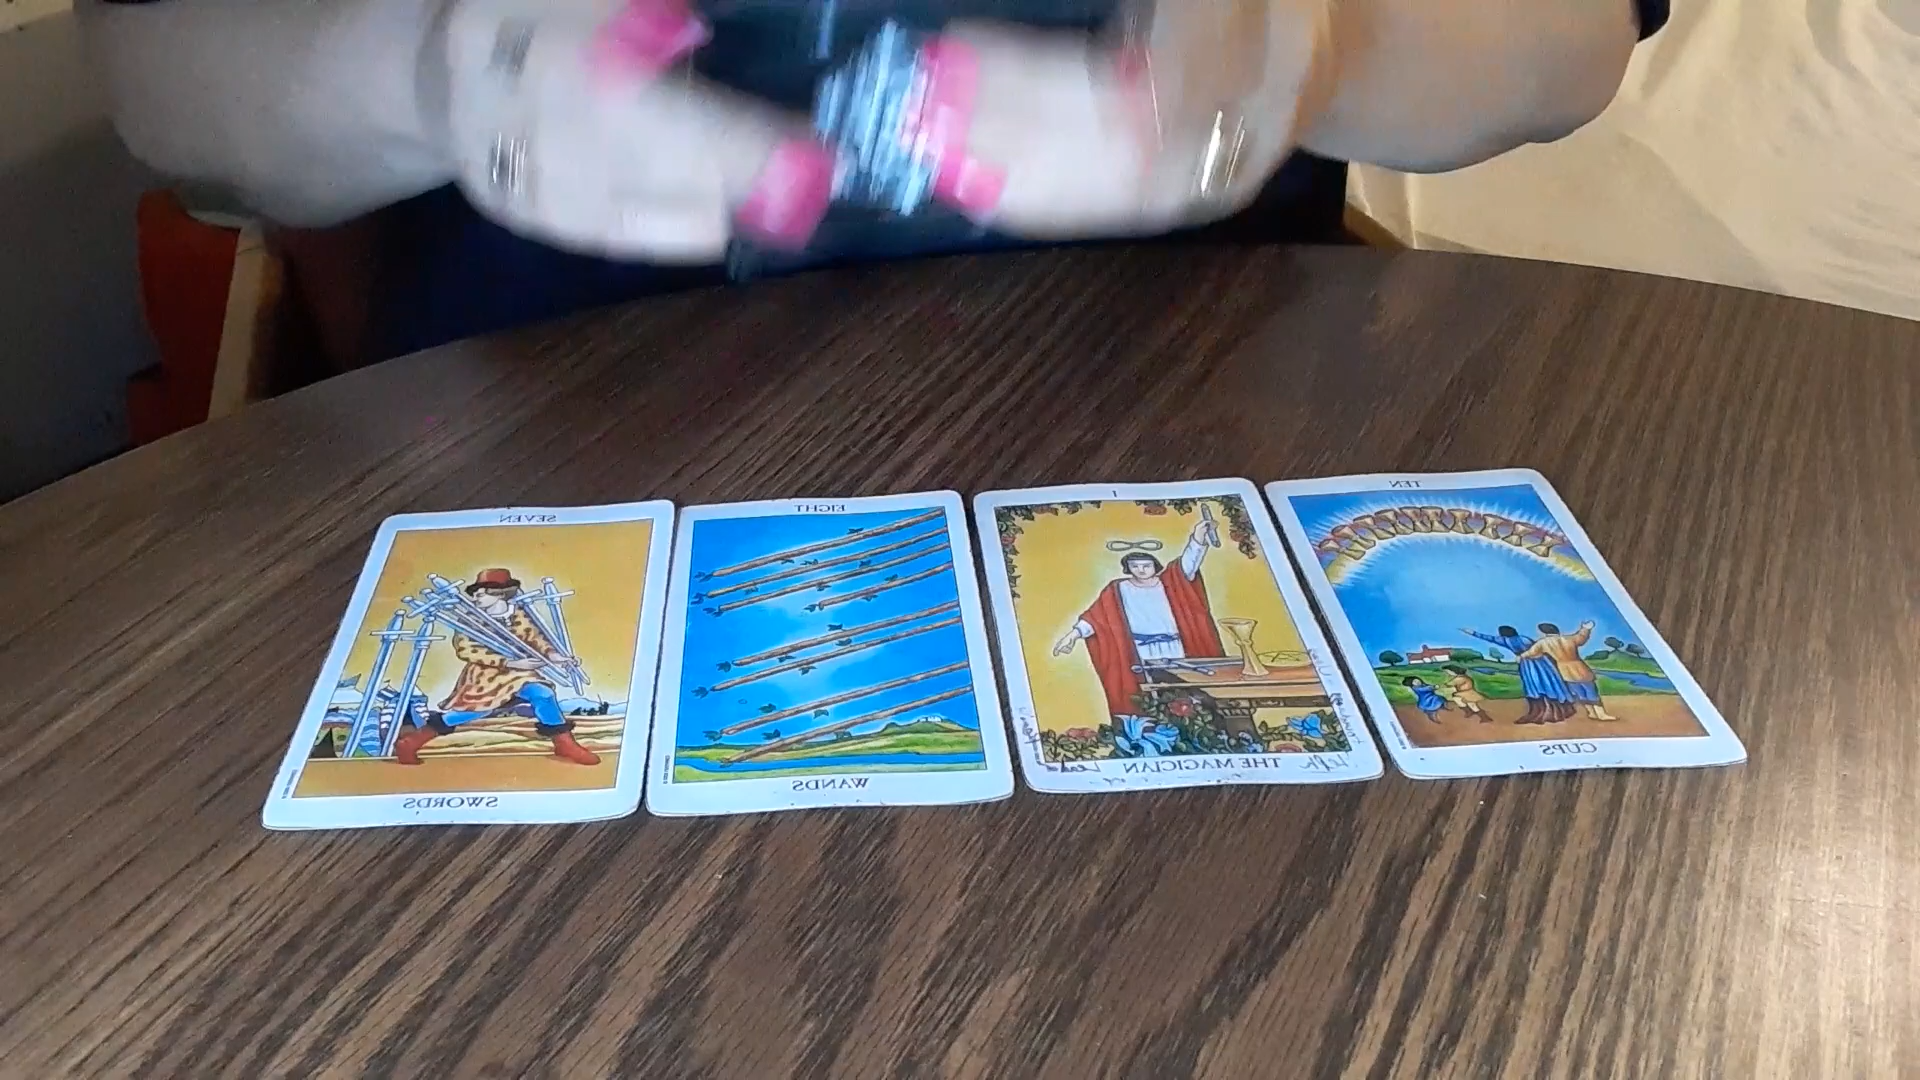 SEVEN
SWORDS
EIGHT
WANDS
I
THE MAGICIAN
TEN
CUPS